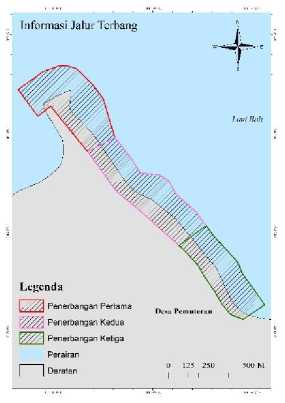 Informasi Jalur Terbang
N
W
E
S
Laut Bali
Legenda
Penerbangan Pertama
Penerbangan Kedua
Penerbangan Ketiga
Perairan
Daratan
Desa Pemuteran
0 125 250 500 M